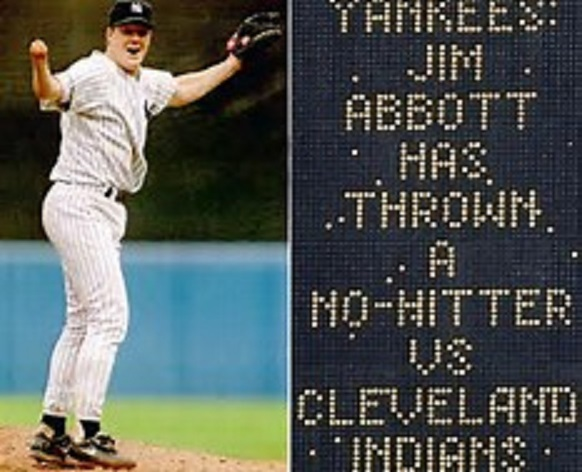 YANKEES:
JIM
ABBOTT
HAS
THROWN
A
NO-HITTER
VS
CLEVELAND
INDIANS